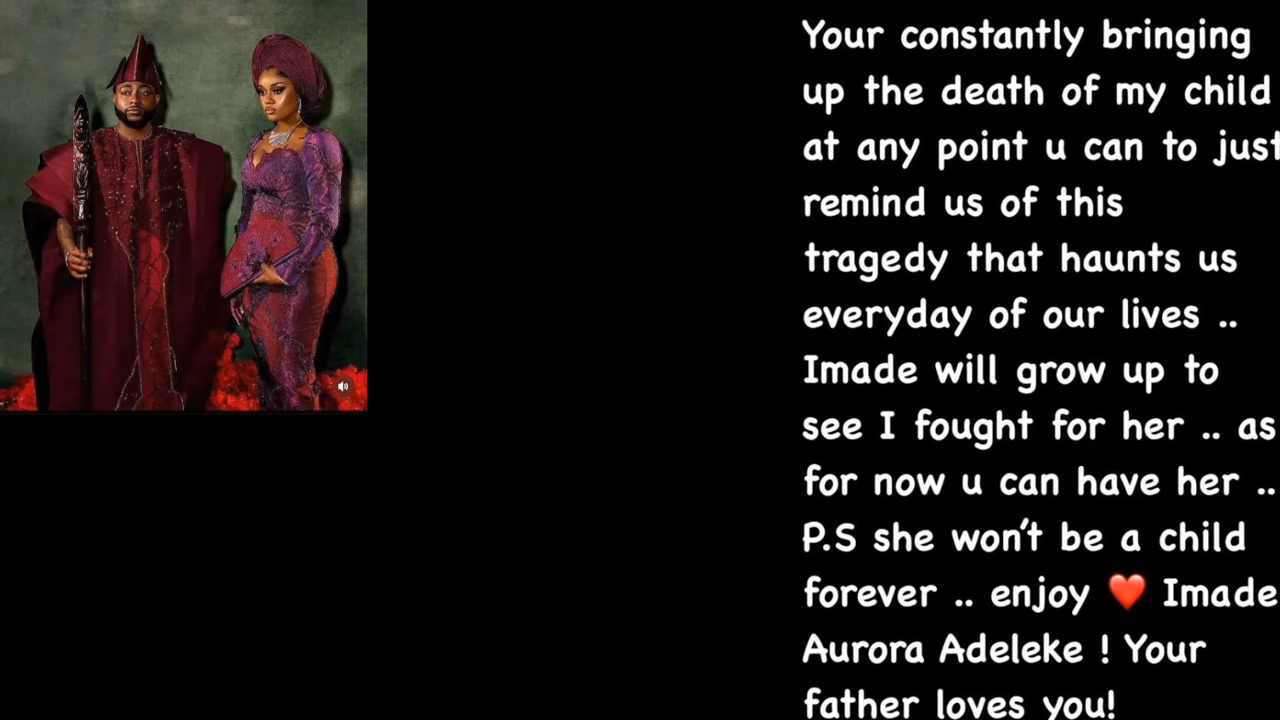 Your constantly bringing
up the death of my child
at any point u can to just
remind us of this
tragedy that haunts us
everyday of our lives ..
Imade will grow up to
see I fought for her .. as
for now u can have her ..
P.S she won't be a child
forever .. enjoy ❤️ Imade
Aurora Adeleke ! Your
father loves you!